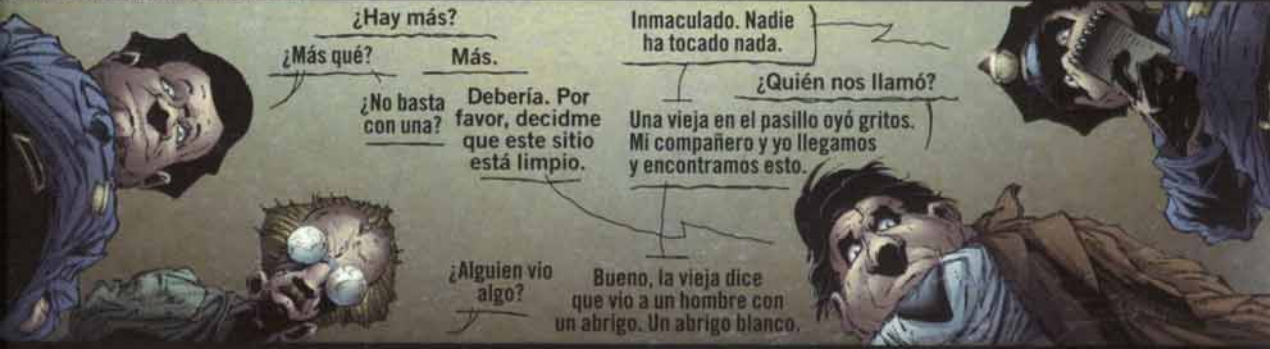 ¿Hay más?
¿Más qué?
Más.
¿No basta
con una?
Debería. Por
favor, decidme
que este sitio
está limpio.
Inmaculado. Nadie
ha tocado nada.
¿Quién nos llamó?
Una vieja en el pasillo oyó gritos.
Mi compañero y yo llegamos
y encontramos esto.
¿Alguien vio
algo?
Bueno, la vieja dice
que vio a un hombre con
un abrigo. Un abrigo blanco.